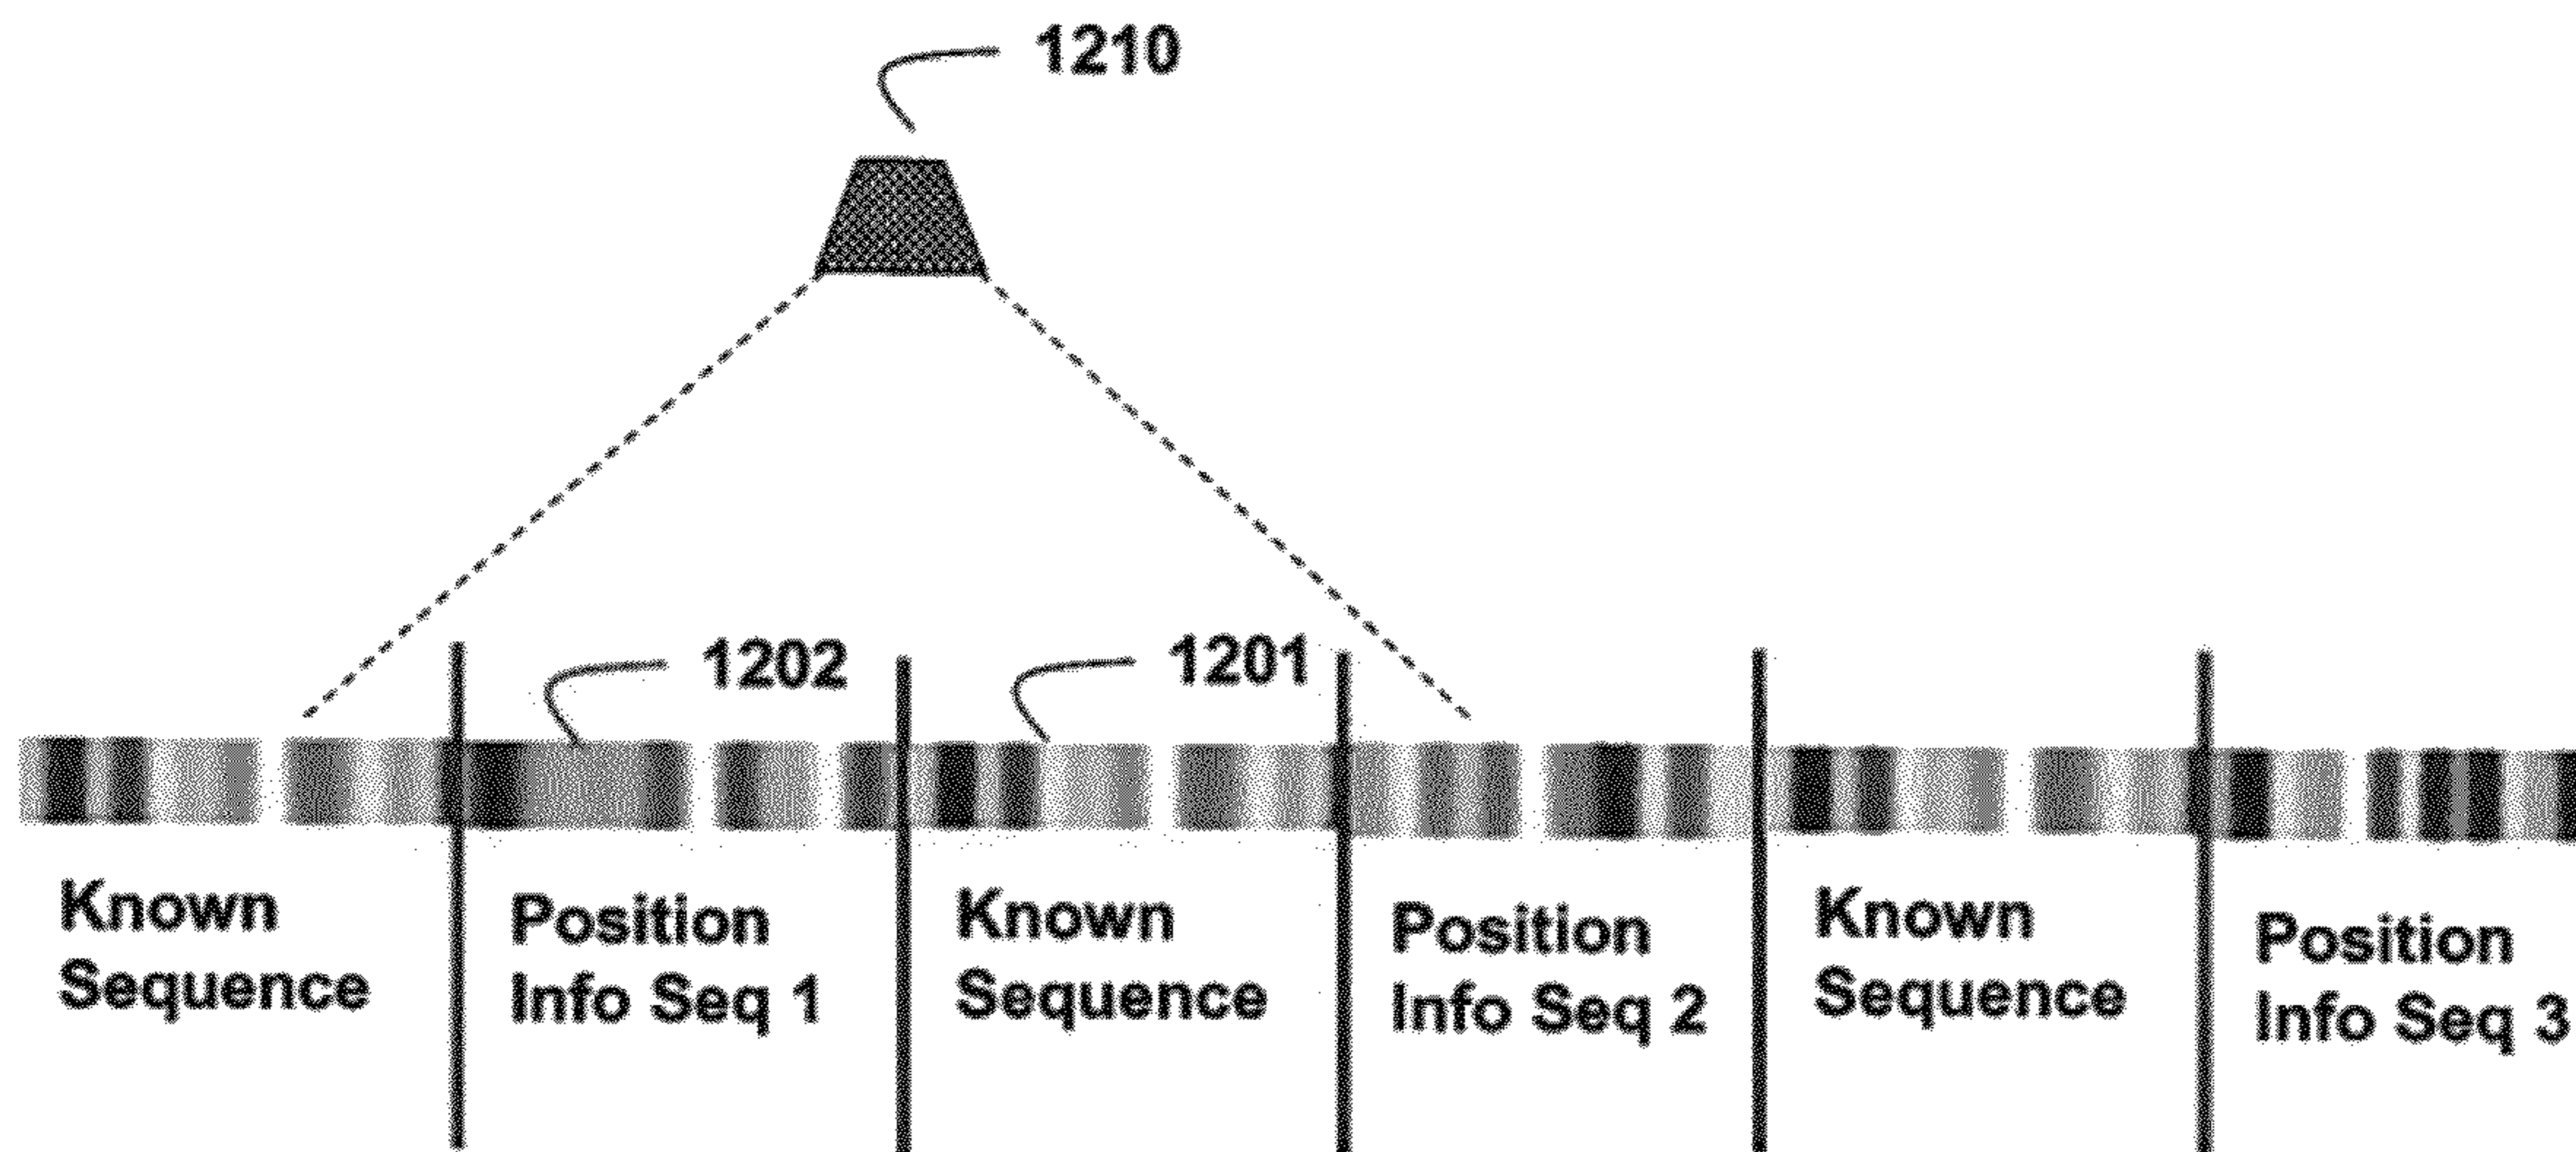 1210
1202
1201
Known
Sequence
Position
Info Seq 1
Known
Sequence
Position
Info Seq 2
Known
Sequence
Position
Info Seq 3